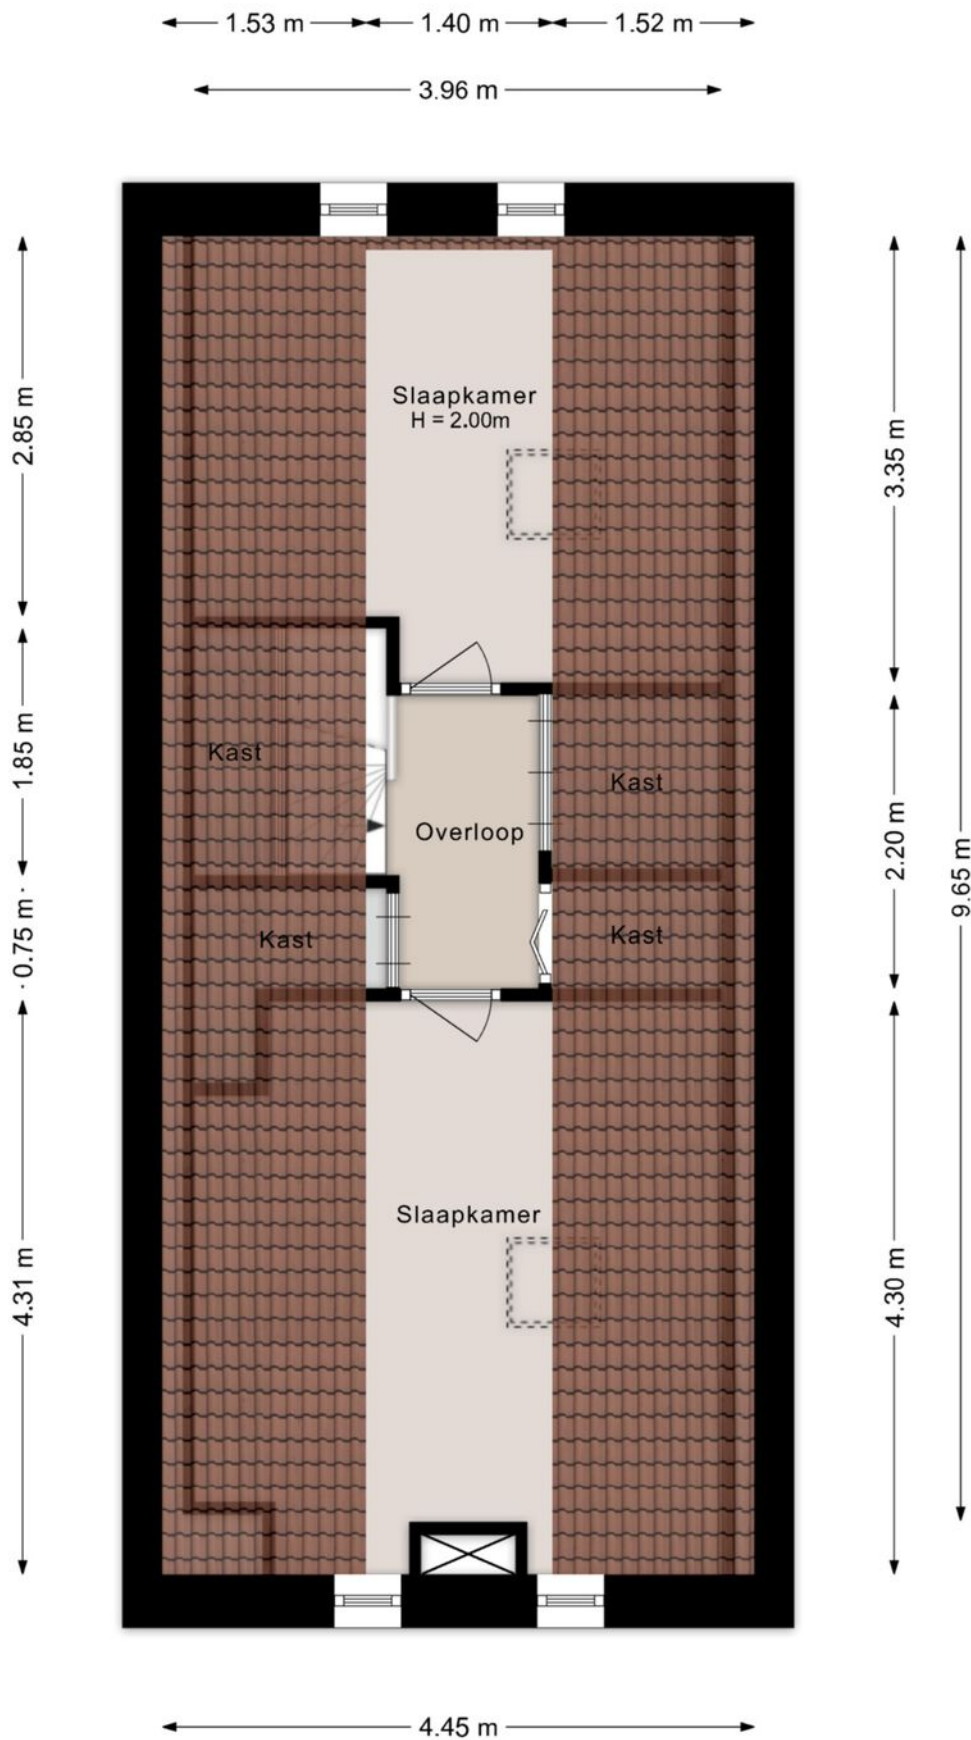 1.53 m
1.40 m
1.52 m
3.96 m
Slaapkamer
H = 2.00m
2.85 m
3.35 m
Kast
Kast
1.85 m
Overloop
2.20 m
9.65 m
Kast
Kast
0.75 m
Slaapkamer
4.31 m
4.30 m
4.45 m